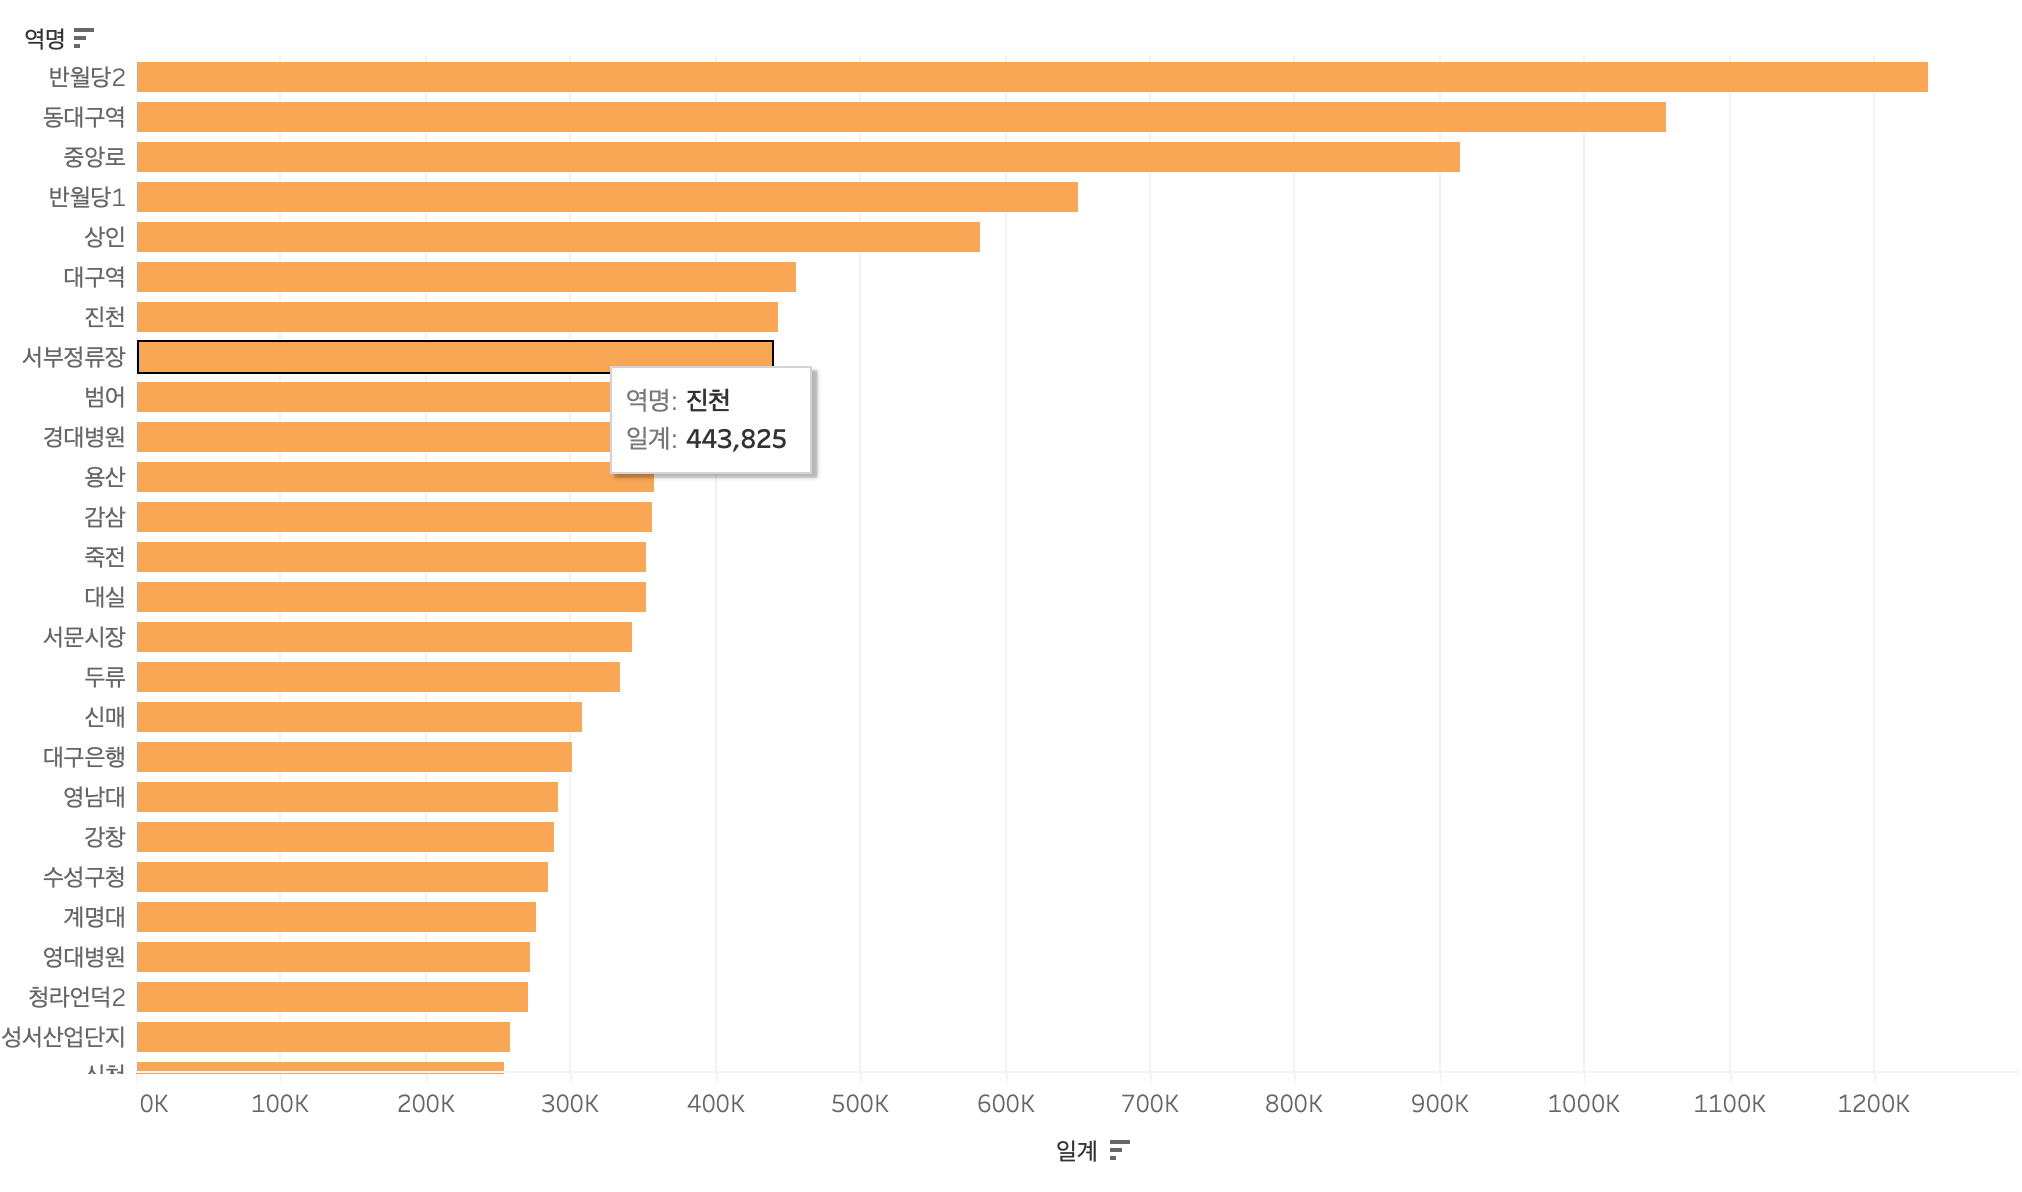 역명
반월당2
동대구역
중앙로
반월당1
상인
대구역
진천
서부정류장
범어
역명: 진천
경대병원
일계: 443,825
용산
감삼
죽전
대실
서문시장
두류
신매
대구은행
영남대
강창
수성구청
계명대
영대병원
청라언덕2
성서산업단지
0K 100K 200K 300K 400K 500K 600K 700K 800K 900K 1000K 1100K 1200K
일계